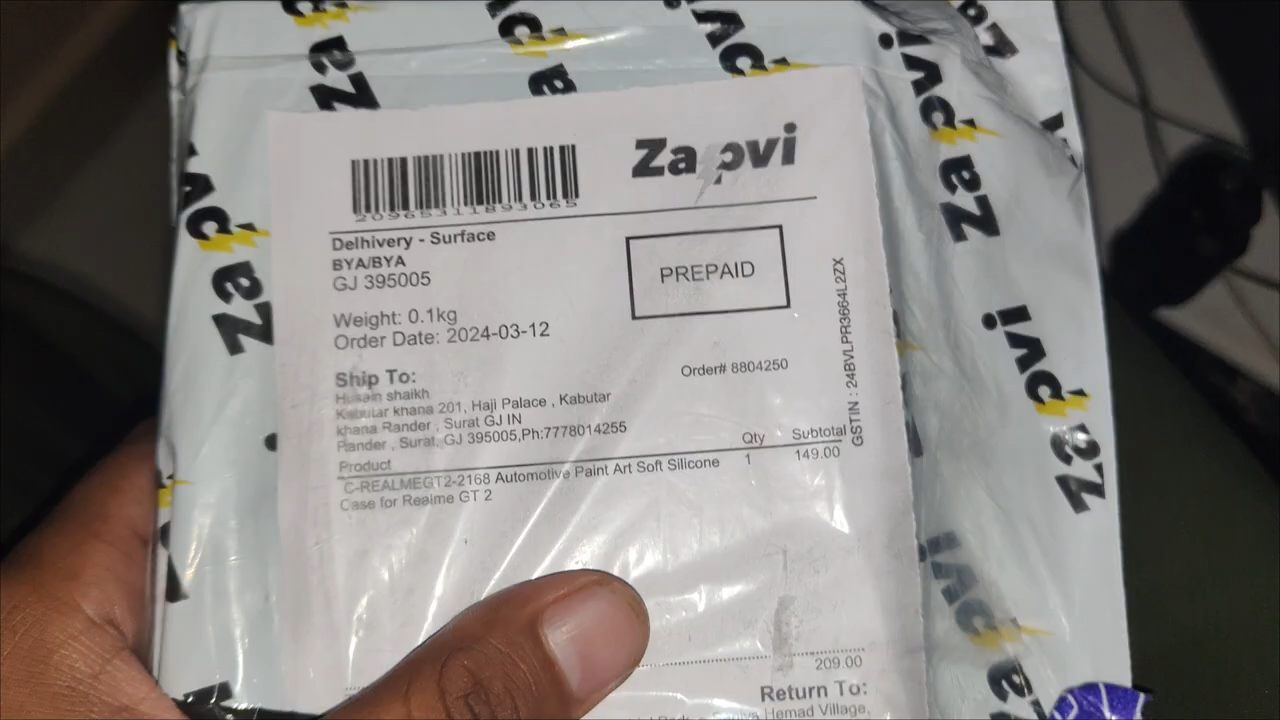 Zapvi
20965311893065
Delhivery - Surface
BYA/BYA
GJ 395005
PREPAID
Weight: 0.1kg
Order Date: 2024-03-12
Order# 8804250
GSTIN : 24BVLPR3664L2ZX
Ship To:
Husain shaikh
Kabutar khana 201, Haji Palace , Kabutar
khana Rander , Surat GJ IN
Rander , Surat, GJ 395005,Ph:7778014255
Product Qty Subtotal
C-REALMEGT2-2168 Automotive Paint Art Soft Silicone 1 149.00
Case for Realme GT 2
209.00
Return To:
Hemad Village,
Zapvi
Zapvi
Zapvi